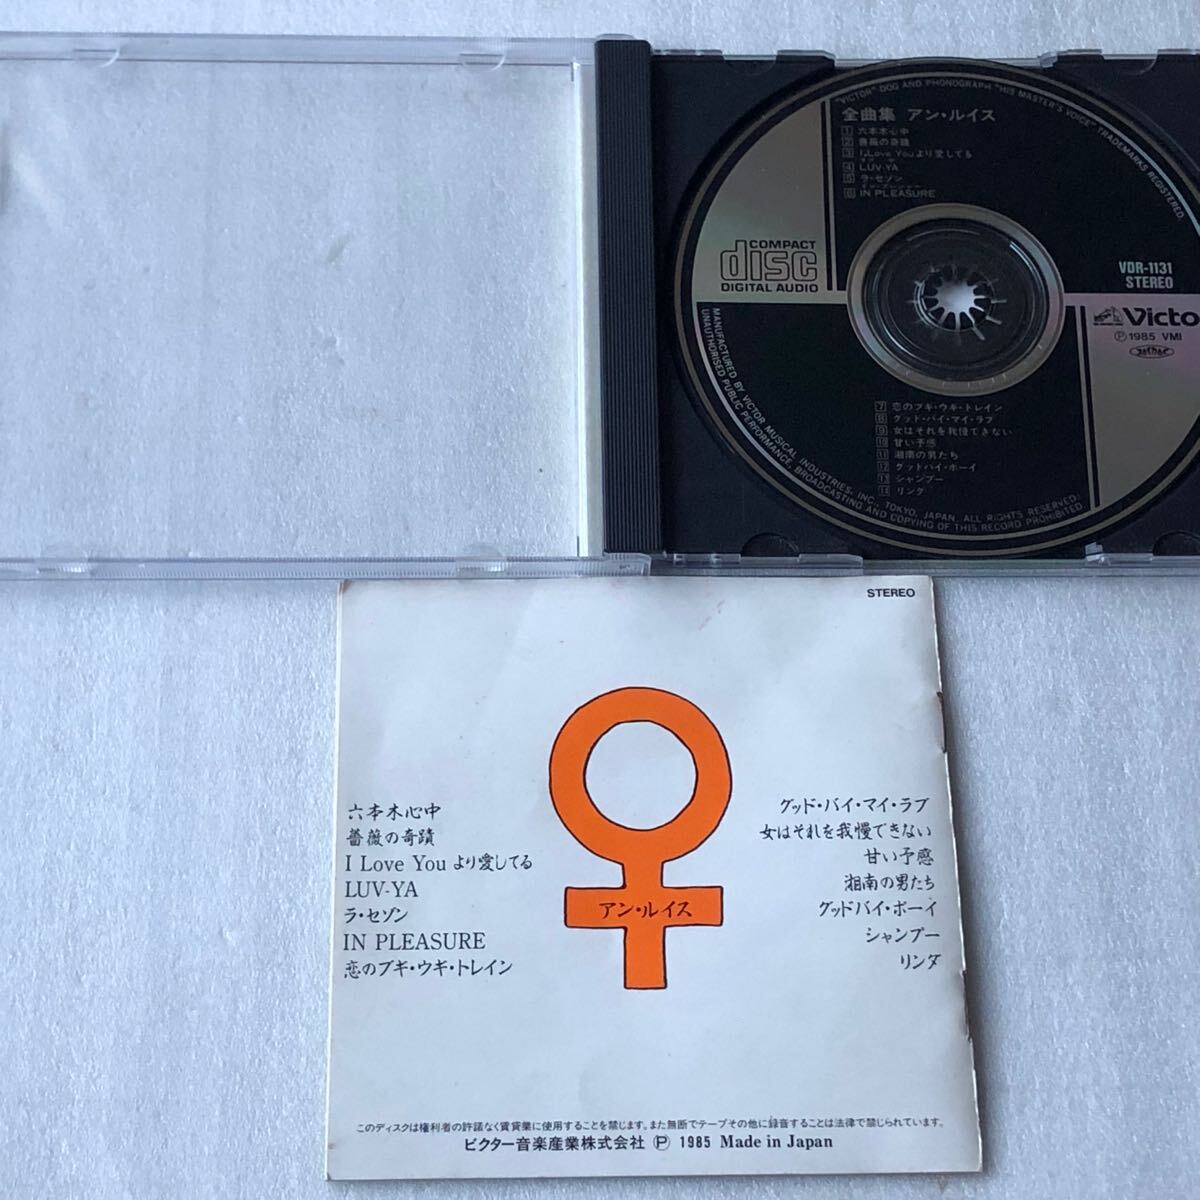 "VICTOR" DOG AND PHONOGRAPH "HIS MASTER'S VOICE" TRADEMARKS REGISTERED.
全曲集 アン・ルイス
1 六本木心中
2 薔薇の奇蹟
3 I Love You より愛してる
4 LUV-YA
5 ラ・セゾン
6 IN PLEASURE
COMPACT
disc
DIGITAL AUDIO
VDR-1131
STEREO
Victo
Ⓟ1985 VMI
7 恋のブギ・ウギ・トレイン
8 グッド・バイ・マイ・ラブ
9 女はそれを我慢できない
10 甘い予感
11 湘南の男たち
12 グッドバイ・ボーイ
13 シャンプー
14 リンダ
MANUFACTURED BY VICTOR MUSICAL INDUSTRIES, INC., TOKYO, JAPAN. ALL RIGHTS RESERVED.
UNAUTHORISED PUBLIC PERFORMANCE, BROADCASTING AND COPYING OF THIS RECORD PROHIBITED.
STEREO
六本木心中
薔薇の奇蹟
I Love You より愛してる
LUV-YA
ラ・セゾン
IN PLEASURE
恋のブギ・ウギ・トレイン
アン・ルイス
グッド・バイ・マイ・ラブ
女はそれを我慢できない
甘い予感
湘南の男たち
グッドバイ・ボーイ
シャンプー
リンダ
このディスクは権利者の許諾なく賃貸業に使用することを禁じます。また無断でテープその他に録音することは法律で禁じられています。
ビクター音楽産業株式会社 Ⓟ 1985 Made in Japan